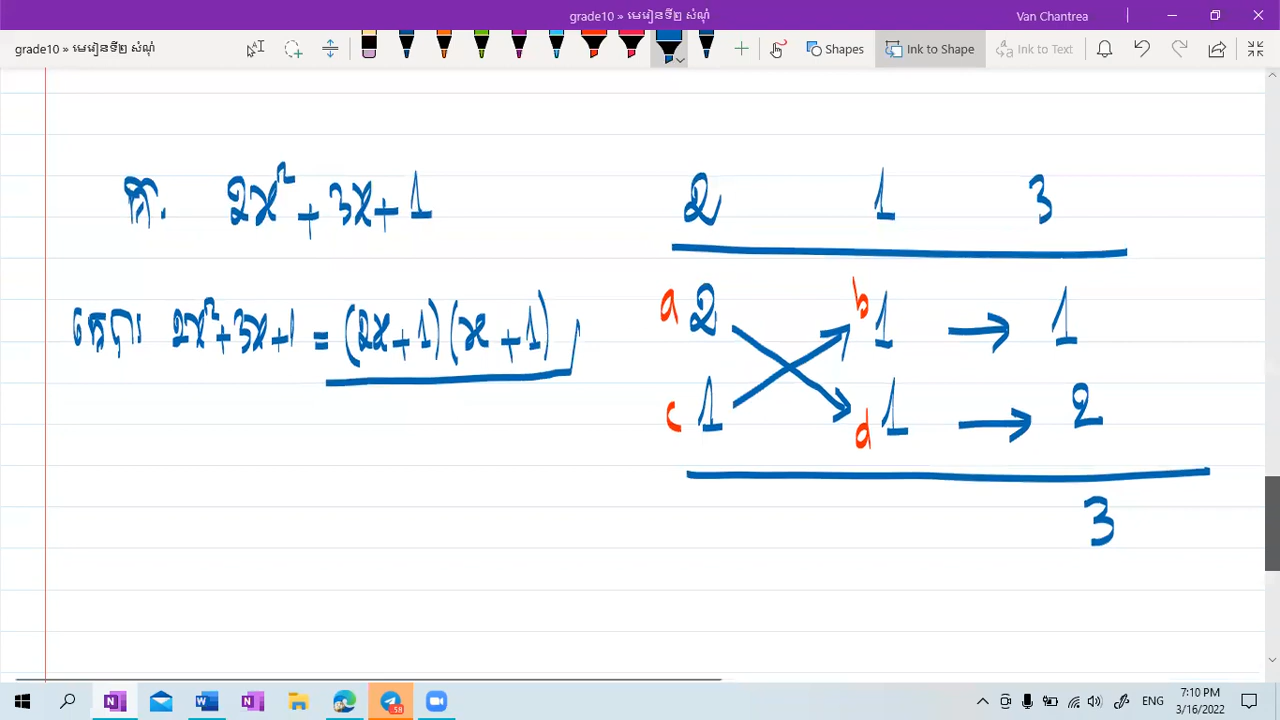 grade10 » មេរៀនទី២ សំណុំ
Van Chantrea
grade10 » មេរៀនទី២ សំណុំ
Shapes
Ink to Shape
Ink to Text
ក. 2x² + 3x + 1
2 1 3
គេបាន 2x²+3x+1 = (2x+1)(x+1)
a 2 b 1 → 1
c 1 d 1 → 2
3
58
ENG
7:10 PM
3/16/2022